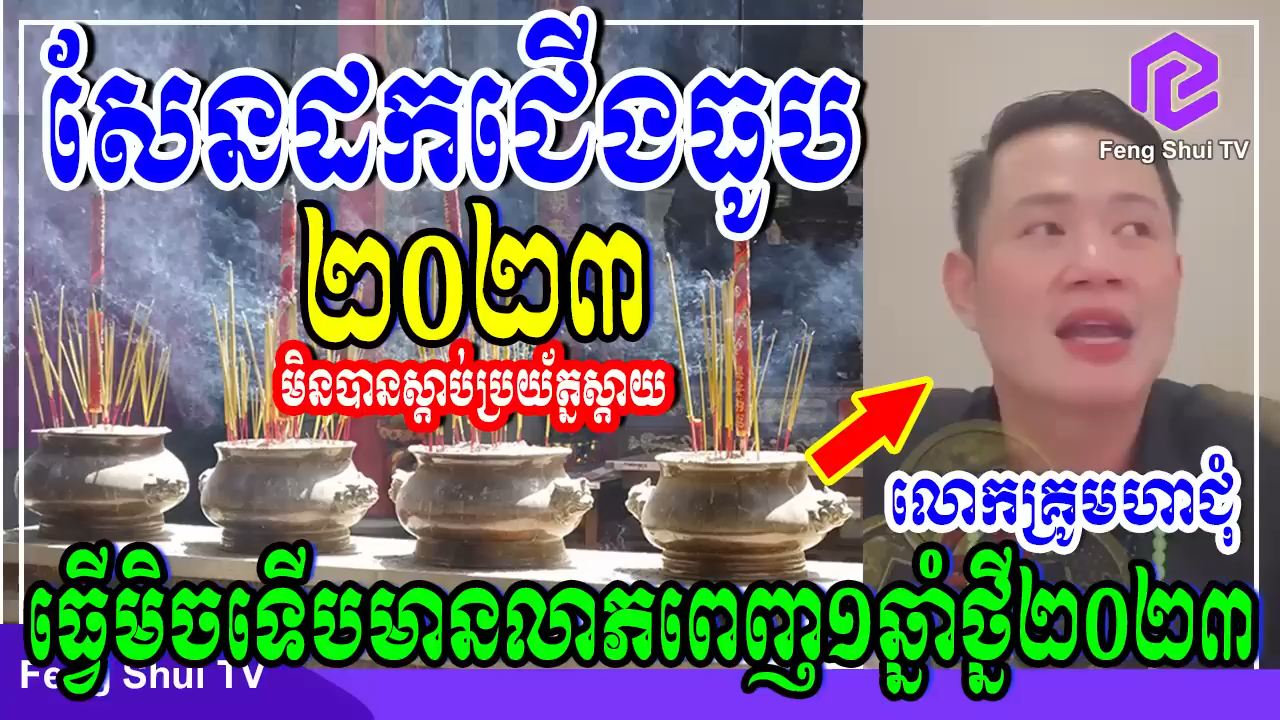 សែនដកជើងធូប
Feng Shui TV
២០២៣
មិនបានស្តាប់ប្រយ័ត្នស្តាយ
លោកគ្រូមហាជុំ
ធ្វើមិចទើបមានលាភពេញ១ឆ្នាំថ្មី២០២៣
Feng Shui TV